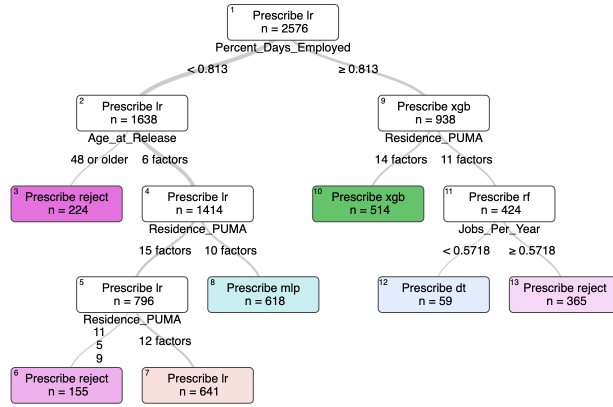 1 Prescribe lr
n = 2576
Percent_Days_Employed
< 0.813
≥ 0.813
2 Prescribe lr
n = 1638
Age_at_Release
9 Prescribe xgb
n = 938
Residence_PUMA
48 or older
6 factors
14 factors
11 factors
3 Prescribe reject
n = 224
4 Prescribe lr
n = 1414
Residence_PUMA
10 Prescribe xgb
n = 514
11 Prescribe rf
n = 424
Jobs_Per_Year
15 factors
10 factors
< 0.5718
≥ 0.5718
5 Prescribe lr
n = 796
Residence_PUMA
8 Prescribe mlp
n = 618
12 Prescribe dt
n = 59
13 Prescribe reject
n = 365
11
5
9
12 factors
6 Prescribe reject
n = 155
7 Prescribe lr
n = 641